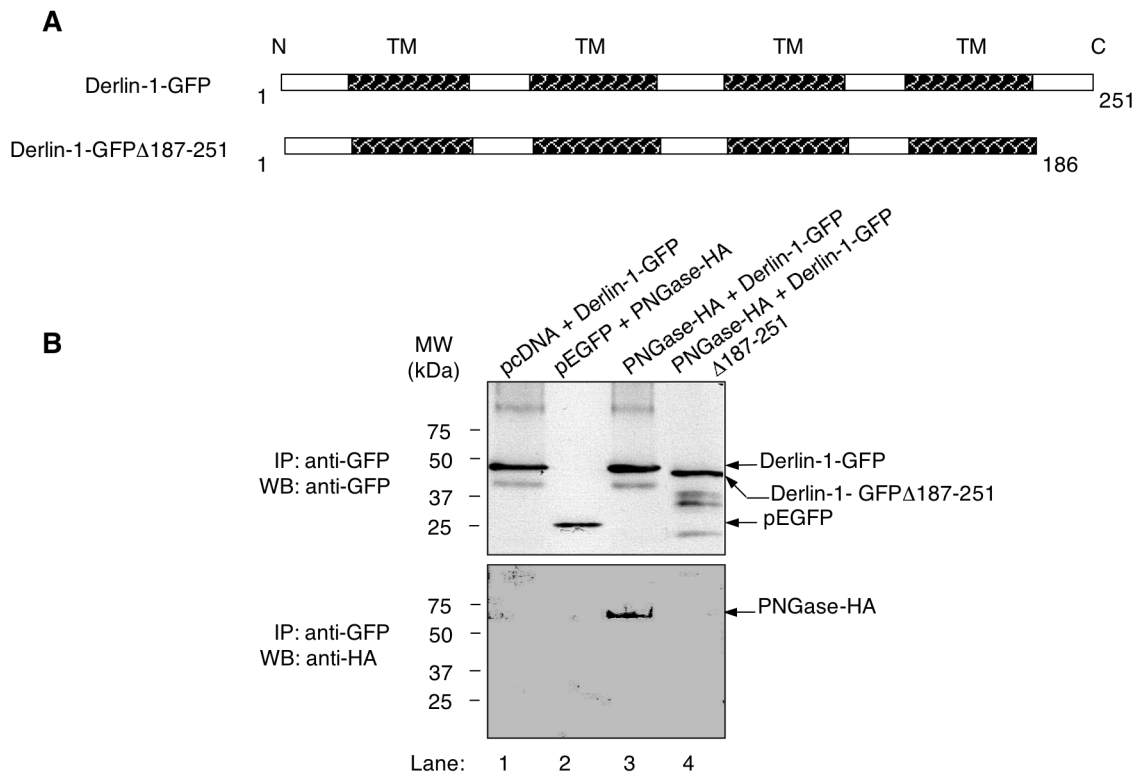 A
N TM TM TM TM C
Derlin-1-GFP
1
251
Derlin-1-GFPΔ187-251
1
186
B
MW
(kDa)
pcDNA + Derlin-1-GFP
pEGFP + PNGase-HA
PNGase-HA + Derlin-1-GFP
PNGase-HA + Derlin-1-GFP
Δ187-251
IP: anti-GFP
WB: anti-GFP
75
50
37
25
Derlin-1-GFP
Derlin-1- GFPΔ187-251
pEGFP
IP: anti-GFP
WB: anti-HA
75
50
37
25
PNGase-HA
Lane: 1 2 3 4